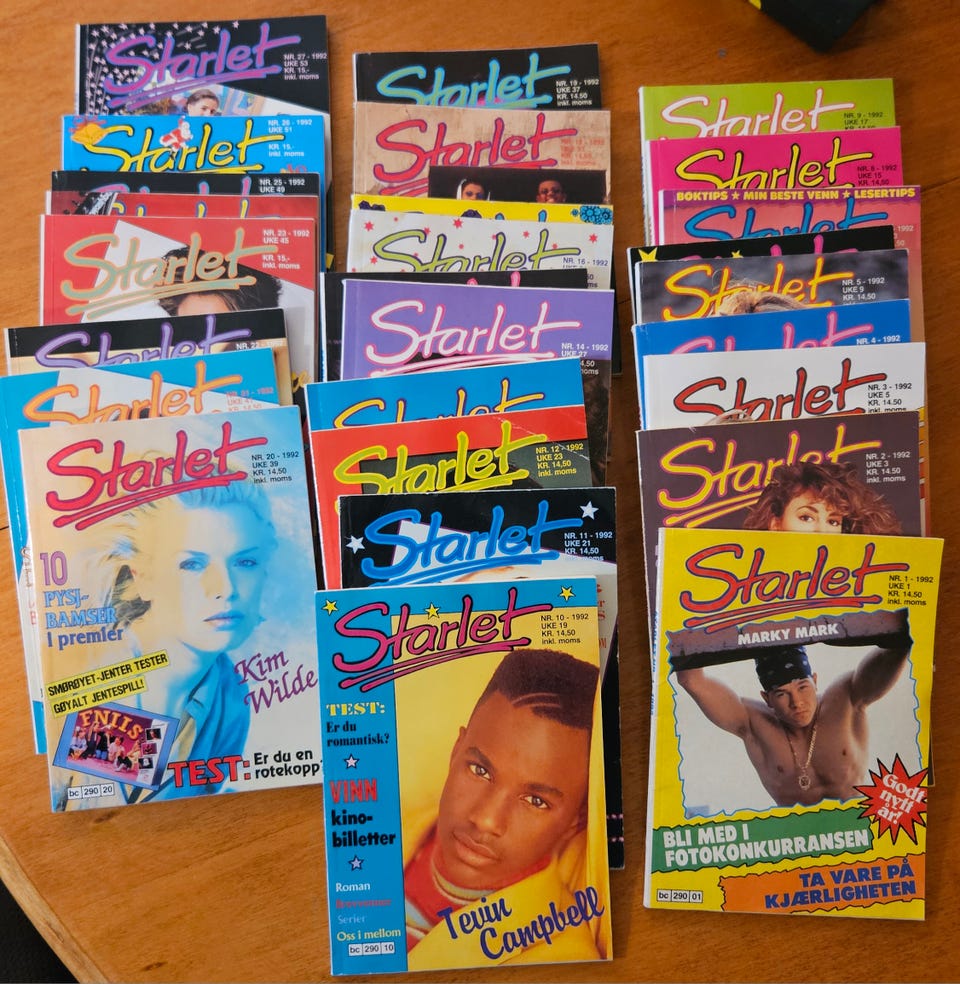 Starlet
NR. 27 - 1992
UKE 53
KR. 15,-
inkl. moms
Starlet
NR. 26 - 1992
UKE 51
KR. 15,-
inkl. moms
NR. 25 - 1992
UKE 49
Starlet
NR. 23 - 1992
UKE 45
KR. 15,-
inkl. moms
Starlet
NR. 22 -
Starlet
Starlet
NR. 20 - 1992
UKE 39
KR. 14,50
inkl. moms
10
PYSJ-
BAMSER
i premier
SMØRØYET-JENTER TESTER
GØYALT JENTESPILL!
FNIIS
Kim
Wilde
TEST: Er du en
rotekopp?
bc 290 20
Starlet
NR. 19 - 1992
UKE 37
KR. 14.50
inkl. moms
Starlet
Starlet
NR. 16 - 1992
Starlet
NR. 14 - 1992
UKE 27
Starlet
Starlet
NR. 12 - 1992
UKE 23
KR. 14,50
inkl. moms
Starlet
NR. 11 - 1992
UKE 21
KR. 14,50
inkl. moms
Starlet
NR. 10 - 1992
UKE 19
KR. 14,50
inkl. moms
TEST:
Er du
romantisk?
VINN
kino-
billetter
Roman
Serier
Oss i mellom
bc 290 10
Tevin
Campbell
Starlet
NR. 9 - 1992
UKE 17
Starlet
NR. 8 - 1992
UKE 15
KR. 14,50
BOKTIPS ★ MIN BESTE VENN ★ LESERTIPS
Starlet
Starlet
NR. 5 - 1992
UKE 9
KR. 14,50
Starlet
NR. 4 - 1992
Starlet
NR. 3 - 1992
UKE 5
KR. 14.50
inkl. moms
Starlet
NR. 2 - 1992
UKE 3
KR. 14,50
inkl. moms
Starlet
NR. 1 - 1992
UKE 1
KR. 14,50
inkl. moms
MARKY MARK
Godt
nytt
år!
BLI MED I
FOTOKONKURRANSEN
TA VARE PÅ
KJÆRLIGHETEN
bc 290 01